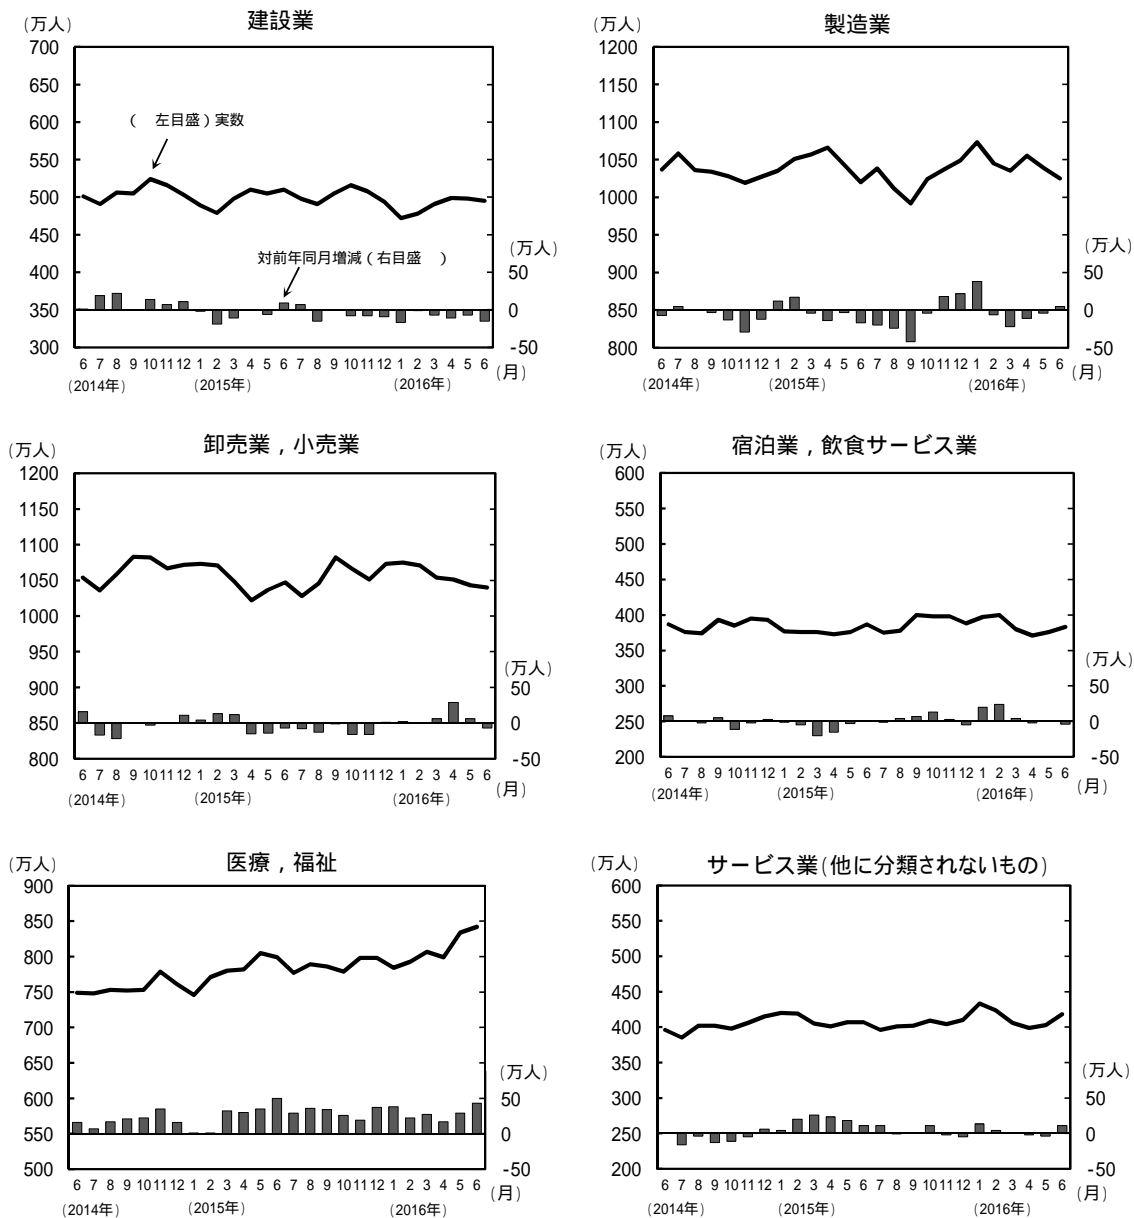 建設業
(万人)
700
650
600
550
500
450
400
350
300
( 左目盛)実数
対前年同月増減(右目盛 )
(万人)
50
0
-50
6 7 8 9 10 11 12 1 2 3 4 5 6 7 8 9 10 11 12 1 2 3 4 5 6 (月)
(2014年) (2015年) (2016年)
製造業
(万人)
1200
1150
1100
1050
1000
950
900
850
800
(万人)
50
0
-50
6 7 8 9 10 11 12 1 2 3 4 5 6 7 8 9 10 11 12 1 2 3 4 5 6 (月)
(2014年) (2015年) (2016年)
卸売業,小売業
(万人)
1200
1150
1100
1050
1000
950
900
850
800
(万人)
50
0
-50
6 7 8 9 10 11 12 1 2 3 4 5 6 7 8 9 10 11 12 1 2 3 4 5 6 (月)
(2014年) (2015年) (2016年)
宿泊業,飲食サービス業
(万人)
600
550
500
450
400
350
300
250
200
(万人)
50
0
-50
6 7 8 9 10 11 12 1 2 3 4 5 6 7 8 9 10 11 12 1 2 3 4 5 6 (月)
(2014年) (2015年) (2016年)
医療,福祉
(万人)
900
850
800
750
700
650
600
550
500
(万人)
50
0
-50
6 7 8 9 10 11 12 1 2 3 4 5 6 7 8 9 10 11 12 1 2 3 4 5 6 (月)
(2014年) (2015年) (2016年)
サービス業(他に分類されないもの)
(万人)
600
550
500
450
400
350
300
250
200
(万人)
50
0
-50
6 7 8 9 10 11 12 1 2 3 4 5 6 7 8 9 10 11 12 1 2 3 4 5 6 (月)
(2014年) (2015年) (2016年)